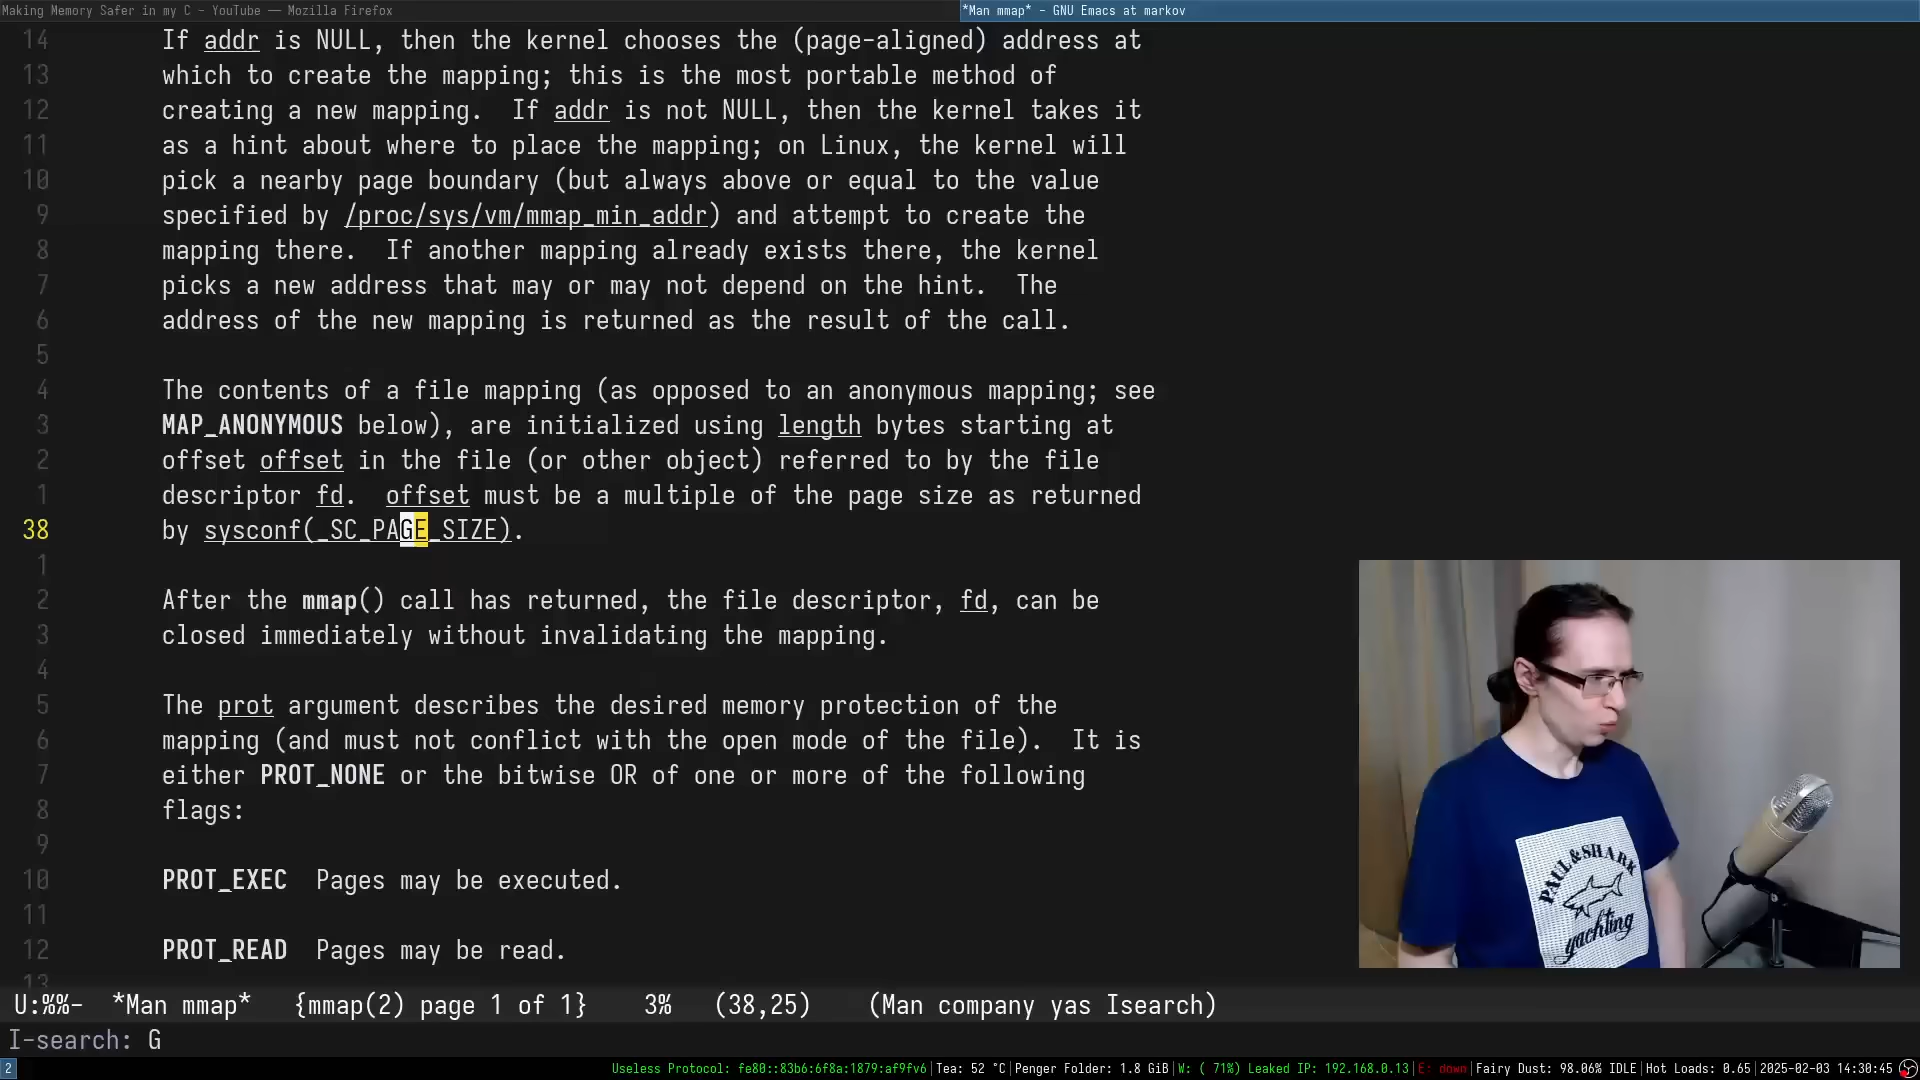 Making Memory Safer in my C - YouTube — Mozilla Firefox
*Man mmap* - GNU Emacs at markov
14 If addr is NULL, then the kernel chooses the (page-aligned) address at
13 which to create the mapping; this is the most portable method of
12 creating a new mapping.  If addr is not NULL, then the kernel takes it
11 as a hint about where to place the mapping; on Linux, the kernel will
10 pick a nearby page boundary (but always above or equal to the value
9 specified by /proc/sys/vm/mmap_min_addr) and attempt to create the
8 mapping there.  If another mapping already exists there, the kernel
7 picks a new address that may or may not depend on the hint.  The
6 address of the new mapping is returned as the result of the call.
5
4 The contents of a file mapping (as opposed to an anonymous mapping; see
3 MAP_ANONYMOUS below), are initialized using length bytes starting at
2 offset offset in the file (or other object) referred to by the file
1 descriptor fd.  offset must be a multiple of the page size as returned
38 by sysconf(_SC_PAGE_SIZE).
1
2 After the mmap() call has returned, the file descriptor, fd, can be
3 closed immediately without invalidating the mapping.
4
5 The prot argument describes the desired memory protection of the
6 mapping (and must not conflict with the open mode of the file).  It is
7 either PROT_NONE or the bitwise OR of one or more of the following
8 flags:
9
10 PROT_EXEC  Pages may be executed.
11
12 PROT_READ  Pages may be read.
13
PAUL & SHARK
yachting
U:%%-  *Man mmap*   {mmap(2) page 1 of 1}    3%   (38,25)    (Man company yas Isearch)
I-search: G
2
Useless Protocol: fe80::83b6:6f8a:1879:af9fv6|Tea: 52 °C|Penger Folder: 1.8 GiB|W: ( 71%) Leaked IP: 192.168.0.13|E: down|Fairy Dust: 98.06% IDLE|Hot Loads: 0.65|2025-02-03 14:30:45